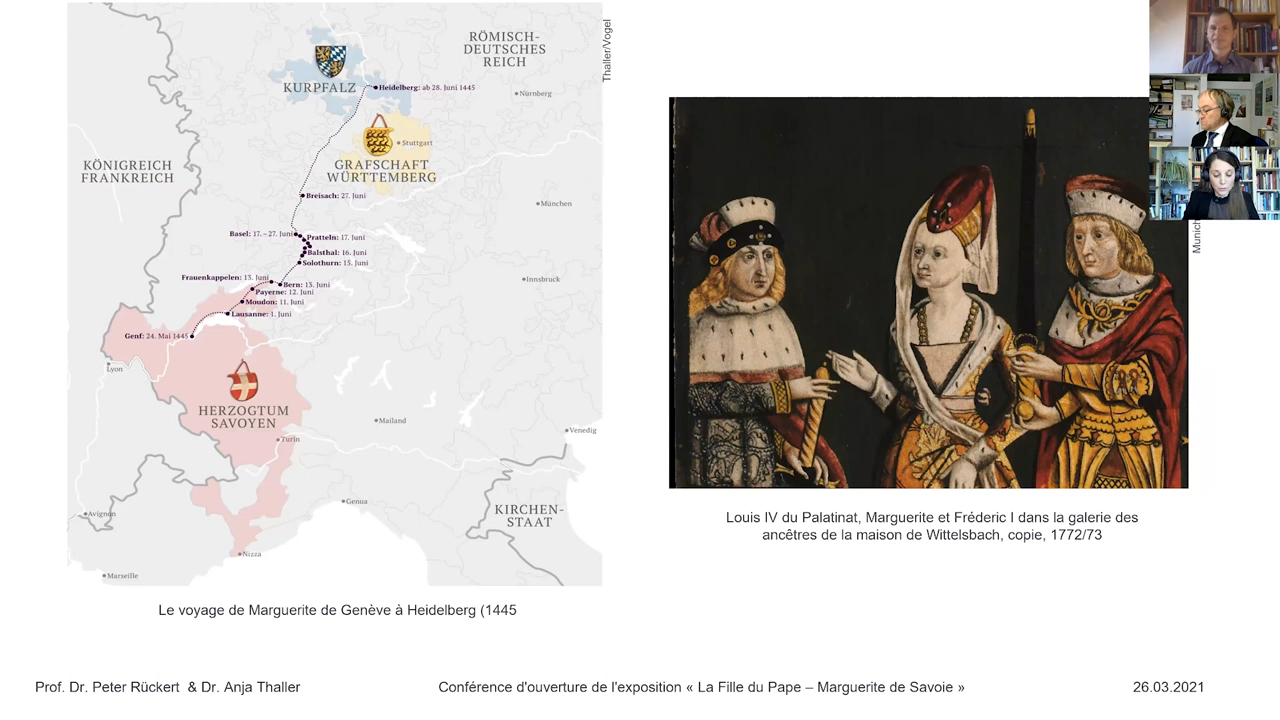 RÖMISCH-
DEUTSCHES
REICH
Thaller/Vogel
KURPFALZ
Heidelberg: ab 28. Juni 1445
Nürnberg
Stuttgart
KÖNIGREICH
FRANKREICH
GRAFSCHAFT
WÜRTTEMBERG
Breisach: 27. Juni
München
Basel: 17. – 27. Juni
Pratteln: 17. Juni
Balsthal: 16. Juni
Solothurn: 15. Juni
Frauenkappelen: 13. Juni
Bern: 13. Juni
Innsbruck
Payerne: 12. Juni
Moudon: 11. Juni
Lausanne: 1. Juni
Genf: 24. Mai 1445
Lyon
HERZOGTUM
SAVOYEN
Mailand
Venedig
Turin
Genua
KIRCHEN-
STAAT
Avignon
Nizza
Marseille
Le voyage de Marguerite de Genève à Heidelberg (1445
Munich
Louis IV du Palatinat, Marguerite et Fréderic I dans la galerie des
ancêtres de la maison de Wittelsbach, copie, 1772/73
Prof. Dr. Peter Rückert & Dr. Anja Thaller
Conférence d'ouverture de l'exposition « La Fille du Pape – Marguerite de Savoie »
26.03.2021